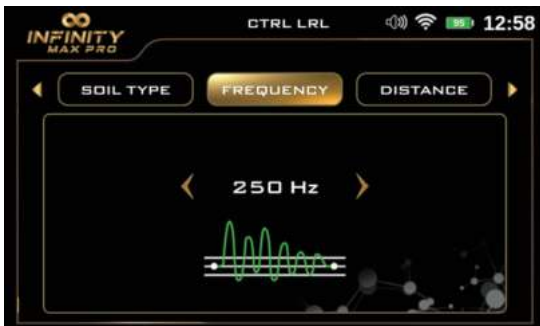 INFINITY
MAX PRO
CTRL LRL
95
12:58
SOIL TYPE
FREQUENCY
DISTANCE
250 Hz